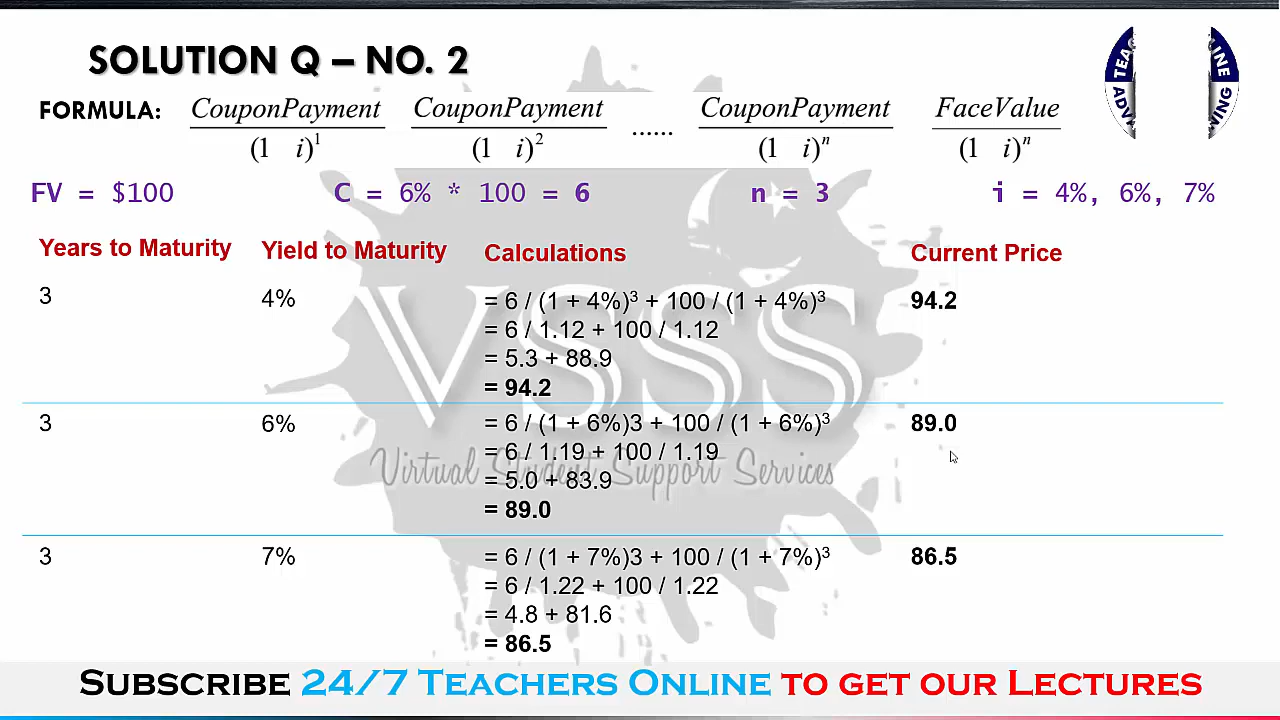 SOLUTION Q – NO. 2
TEAC
ADV
LINE
WING
FORMULA: CouponPayment CouponPayment ...... CouponPayment FaceValue
(1 i)¹ (1 i)² (1 i)ⁿ (1 i)ⁿ
FV = $100 C = 6% * 100 = 6 n = 3 i = 4%, 6%, 7%
Years to Maturity Yield to Maturity Calculations Current Price
3 4% = 6 / (1 + 4%)³ + 100 / (1 + 4%)³ 94.2
= 6 / 1.12 + 100 / 1.12
= 5.3 + 88.9
= 94.2
3 6% = 6 / (1 + 6%)3 + 100 / (1 + 6%)³ 89.0
= 6 / 1.19 + 100 / 1.19
= 5.0 + 83.9
= 89.0
3 7% = 6 / (1 + 7%)3 + 100 / (1 + 7%)³ 86.5
= 6 / 1.22 + 100 / 1.22
= 4.8 + 81.6
= 86.5
VSSS
Virtual Student Support Services
SUBSCRIBE 24/7 TEACHERS ONLINE TO GET OUR LECTURES